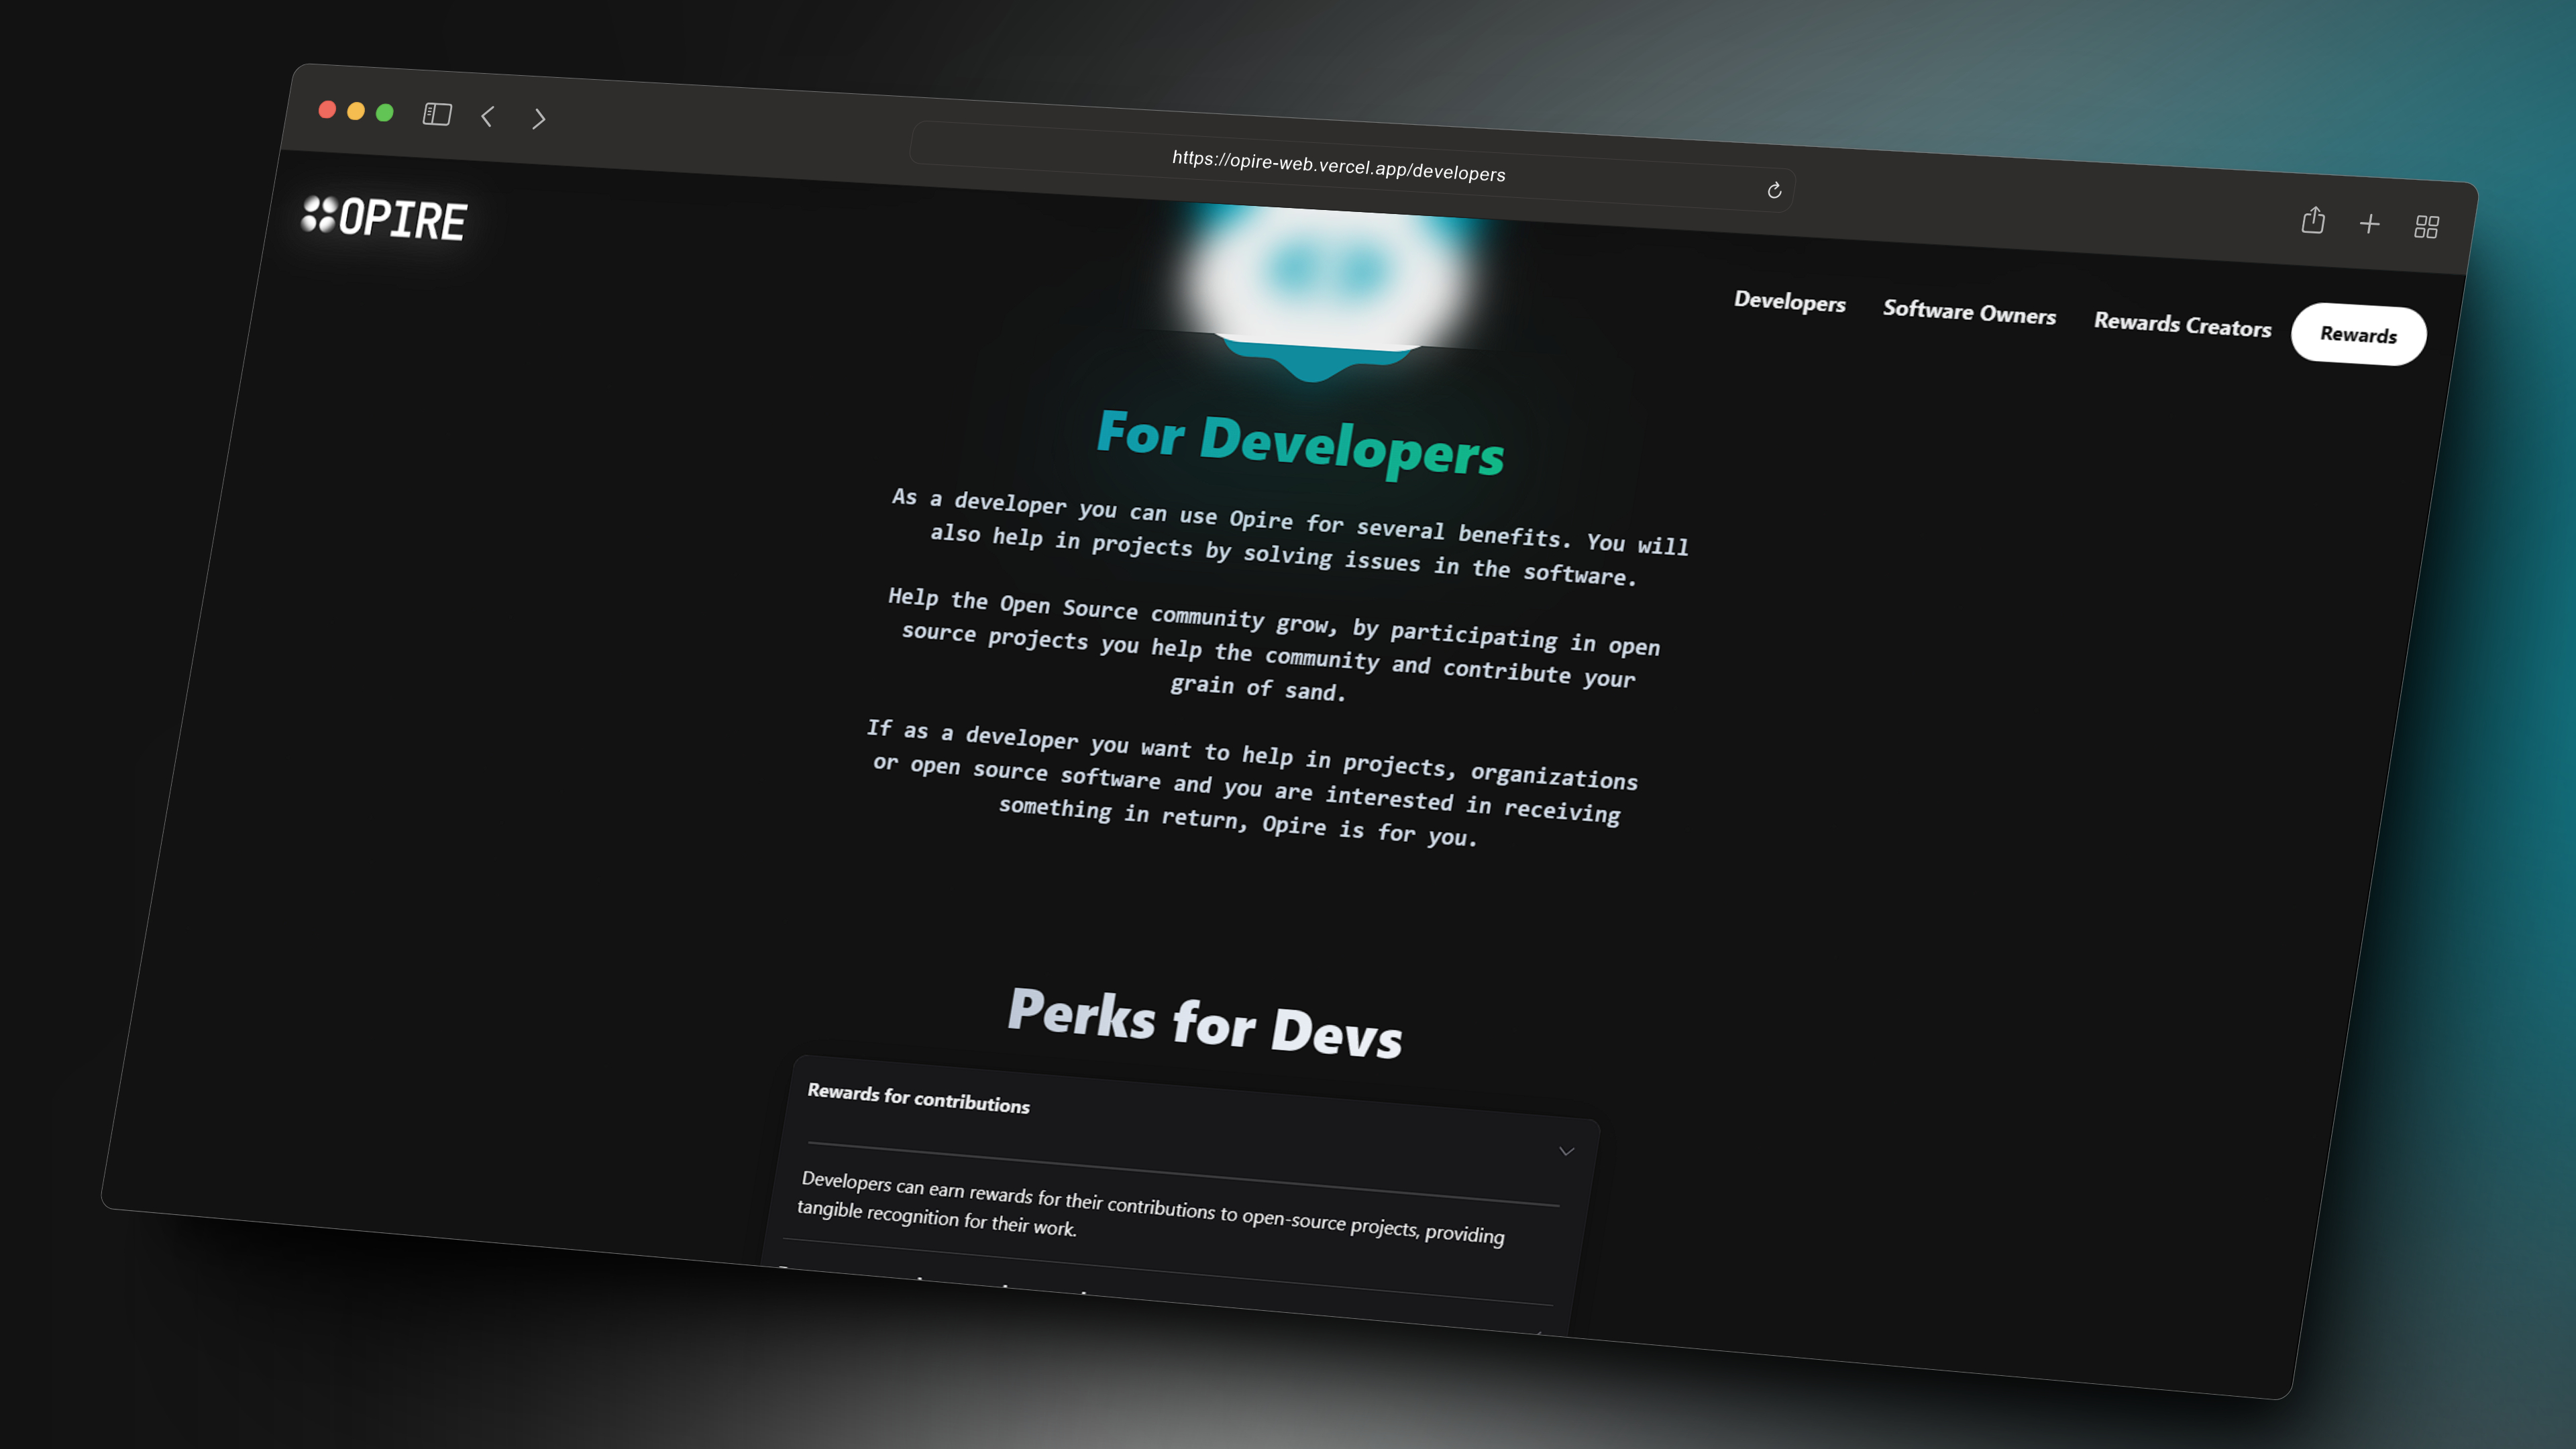 https://opire-web.vercel.app/developers
OPIRE
Developers
Software Owners
Rewards Creators
Rewards
For Developers
As a developer you can use Opire for several benefits. You will
also help in projects by solving issues in the software.
Help the Open Source community grow, by participating in open
source projects you help the community and contribute your
grain of sand.
If as a developer you want to help in projects, organizations
or open source software and you are interested in receiving
something in return, Opire is for you.
Perks for Devs
Rewards for contributions
Developers can earn rewards for their contributions to open-source projects, providing
tangible recognition for their work.